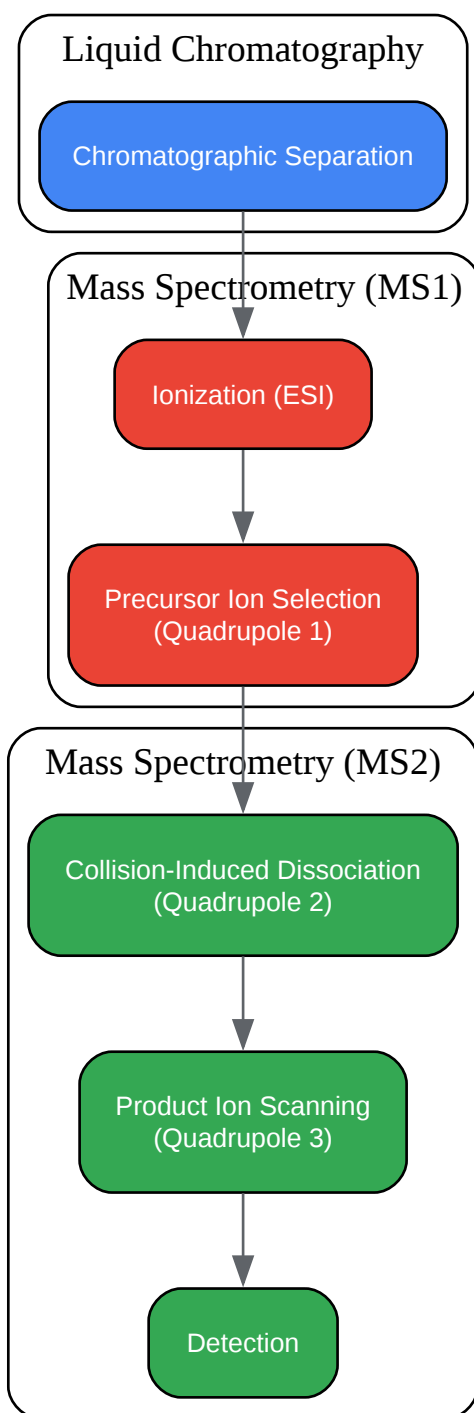 Liquid Chromatography
Chromatographic Separation
Mass Spectrometry (MS1)
Ionization (ESI)
Precursor Ion Selection
(Quadrupole 1)
Mass Spectrometry (MS2)
Collision-Induced Dissociation
(Quadrupole 2)
Product Ion Scanning
(Quadrupole 3)
Detection